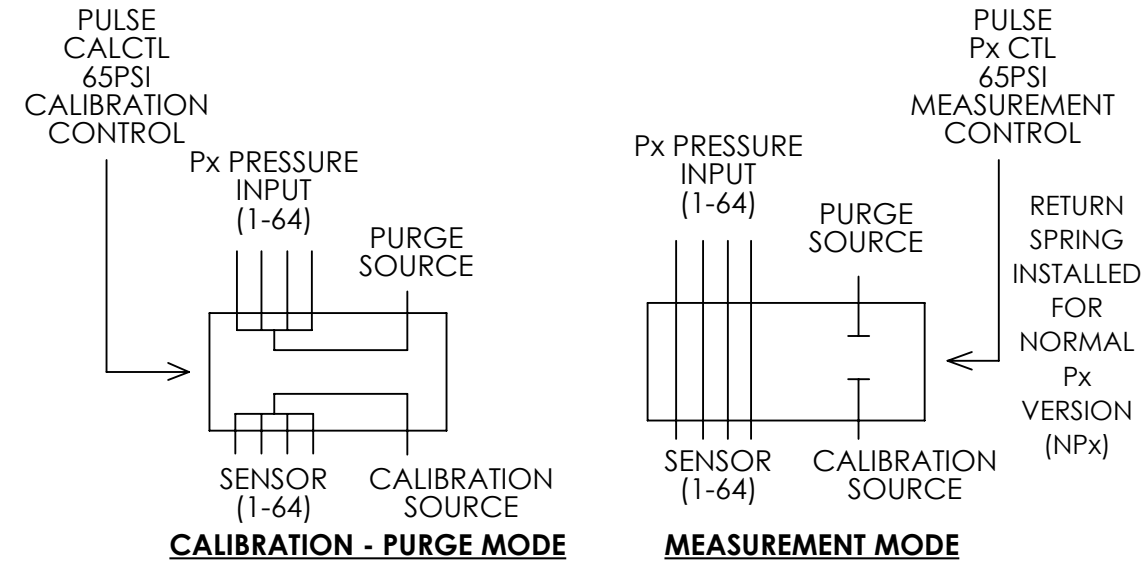 PULSE
CALCTL
65PSI
CALIBRATION
CONTROL
Px PRESSURE
INPUT
(1-64)
PURGE
SOURCE
SENSOR
(1-64)
CALIBRATION
SOURCE
CALIBRATION - PURGE MODE
PULSE
Px CTL
65PSI
MEASUREMENT
CONTROL
Px PRESSURE
INPUT
(1-64)
PURGE
SOURCE
RETURN
SPRING
INSTALLED
FOR
NORMAL
Px
VERSION
(NPx)
SENSOR
(1-64)
CALIBRATION
SOURCE
MEASUREMENT MODE